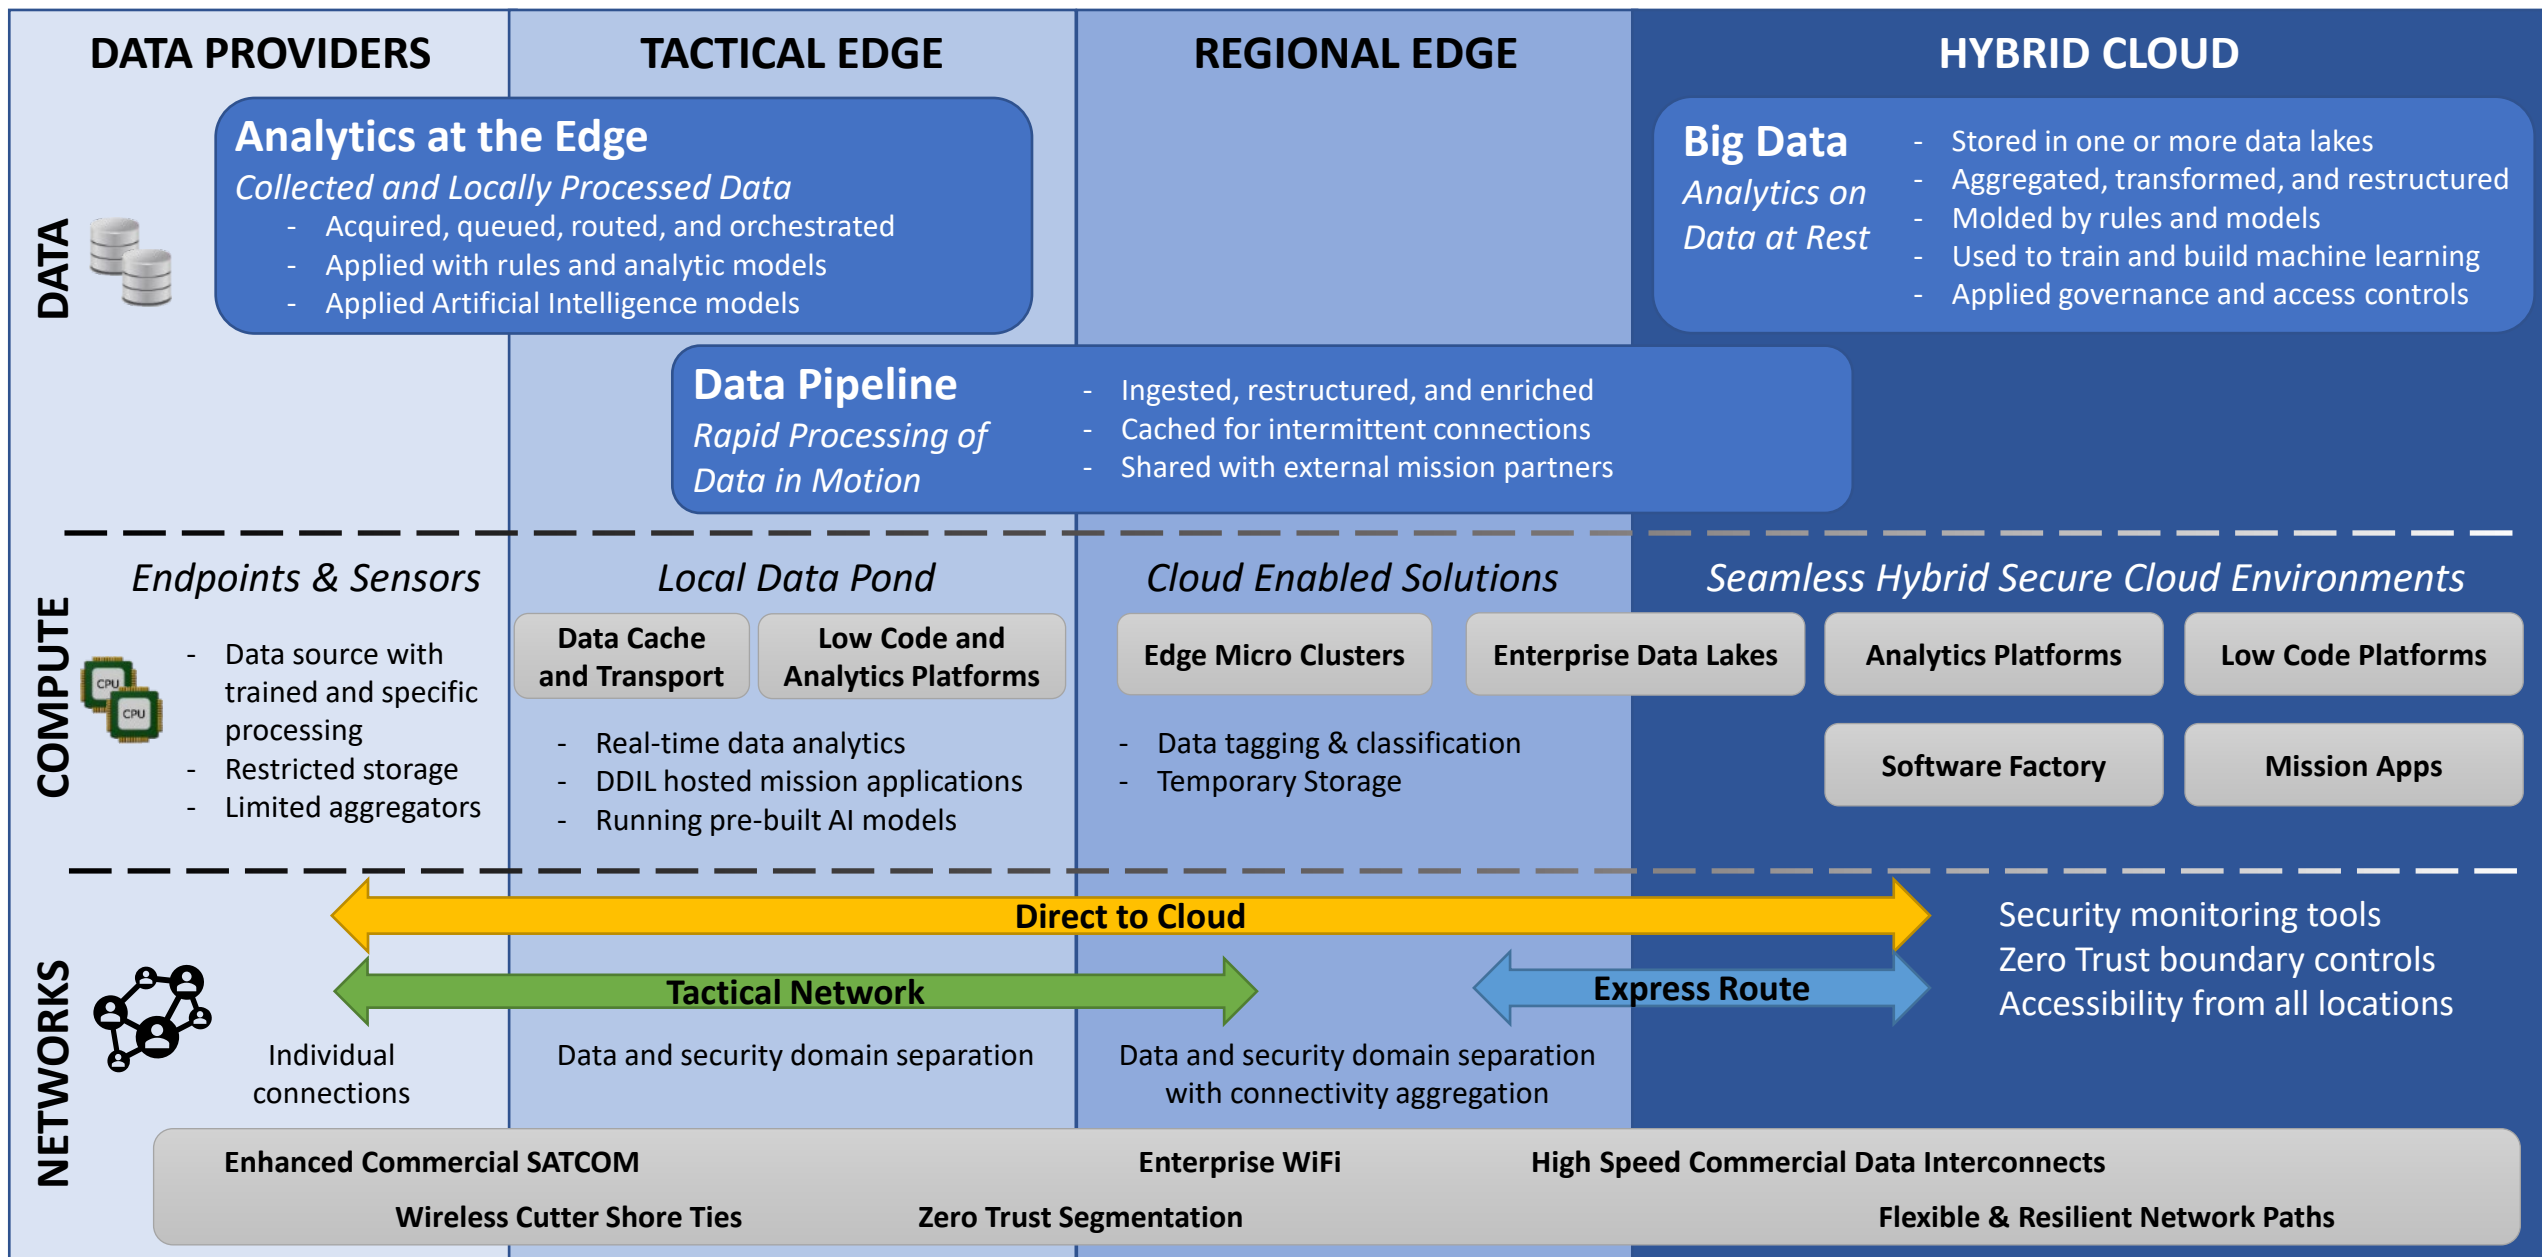 DATA PROVIDERS
TACTICAL EDGE
REGIONAL EDGE
HYBRID CLOUD
DATA
Analytics at the Edge
Collected and Locally Processed Data
- Acquired, queued, routed, and orchestrated
- Applied with rules and analytic models
- Applied Artificial Intelligence models
Big Data
Analytics on
Data at Rest
- Stored in one or more data lakes
- Aggregated, transformed, and restructured
- Molded by rules and models
- Used to train and build machine learning
- Applied governance and access controls
Data Pipeline
Rapid Processing of
Data in Motion
- Ingested, restructured, and enriched
- Cached for intermittent connections
- Shared with external mission partners
COMPUTE
CPU
CPU
Endpoints & Sensors
- Data source with
trained and specific
processing
- Restricted storage
- Limited aggregators
Local Data Pond
Data Cache
and Transport
Low Code and
Analytics Platforms
- Real-time data analytics
- DDIL hosted mission applications
- Running pre-built AI models
Cloud Enabled Solutions
Edge Micro Clusters
Enterprise Data Lakes
- Data tagging & classification
- Temporary Storage
Seamless Hybrid Secure Cloud Environments
Analytics Platforms
Low Code Platforms
Software Factory
Mission Apps
NETWORKS
Direct to Cloud
Tactical Network
Express Route
Security monitoring tools
Zero Trust boundary controls
Accessibility from all locations
Individual
connections
Data and security domain separation
Data and security domain separation
with connectivity aggregation
Enhanced Commercial SATCOM
Enterprise WiFi
High Speed Commercial Data Interconnects
Wireless Cutter Shore Ties
Zero Trust Segmentation
Flexible & Resilient Network Paths